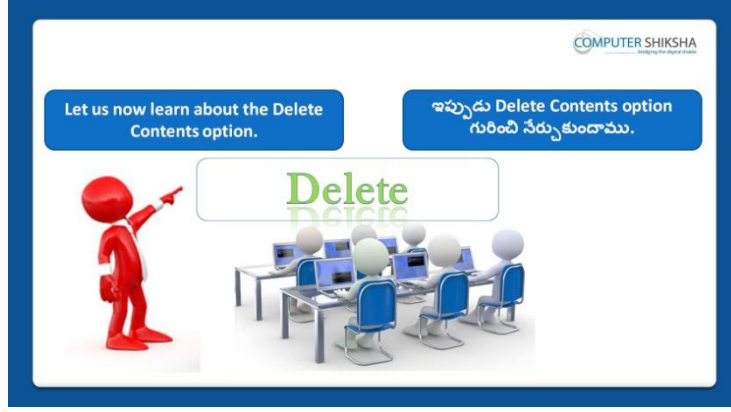 COMPUTER SHIKSHA
bridging the digital divide
Let us now learn about the Delete
Contents option.
ఇప్పుడు Delete Contents option
గురించి నేర్చుకుందాము.
Delete